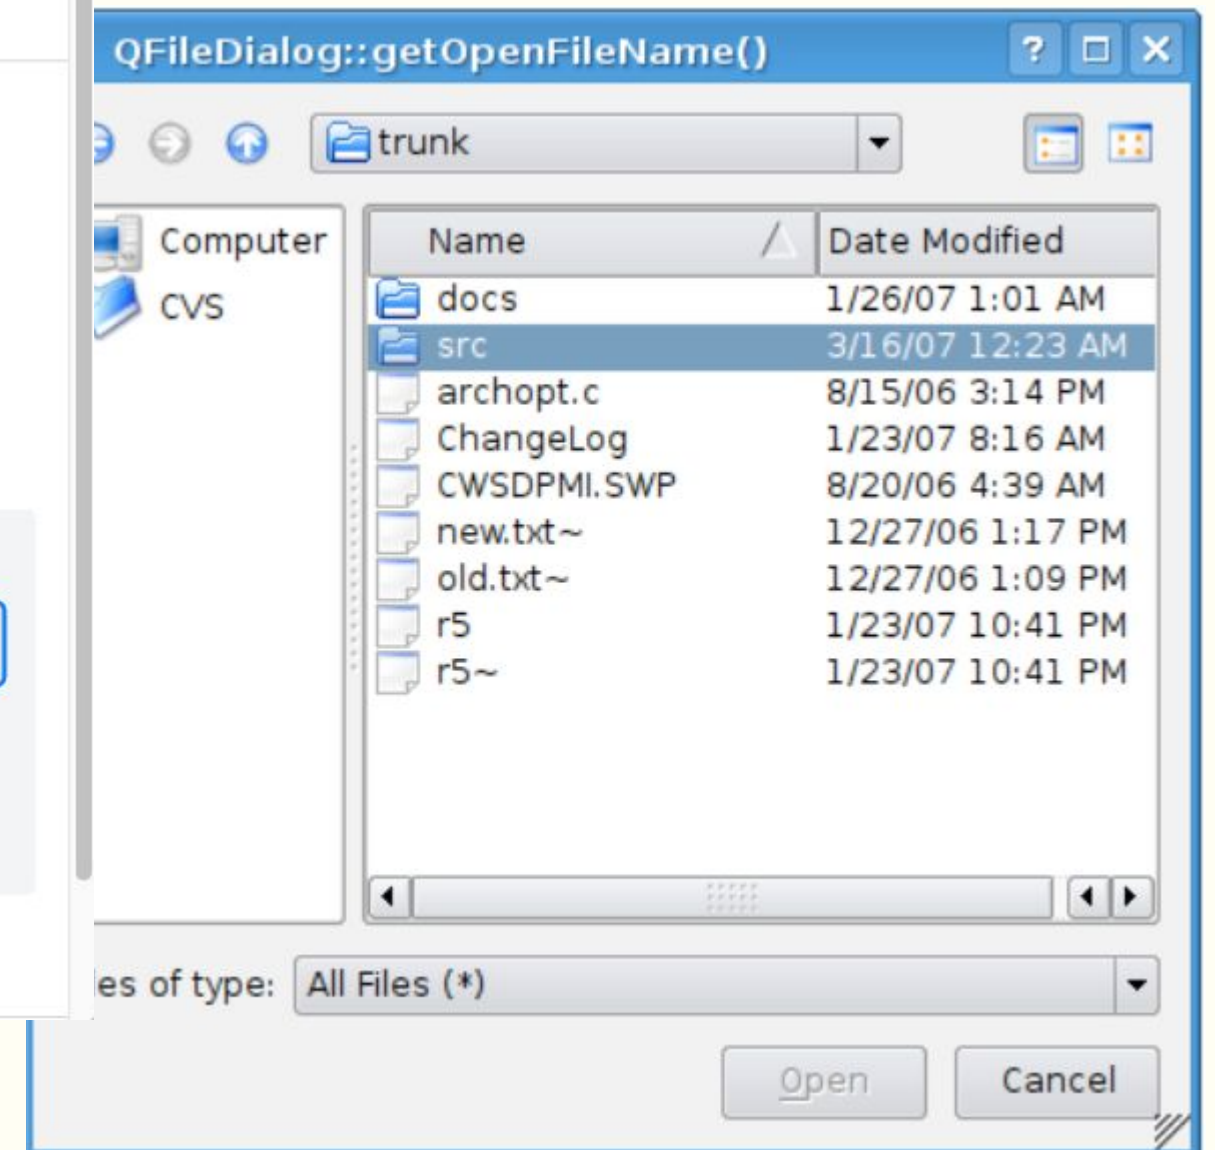 QFileDialog::getOpenFileName()
trunk
Computer
CVS
Name Date Modified
docs 1/26/07 1:01 AM
src 3/16/07 12:23 AM
archopt.c 8/15/06 3:14 PM
ChangeLog 1/23/07 8:16 AM
CWSDPMI.SWP 8/20/06 4:39 AM
new.txt~ 12/27/06 1:17 PM
old.txt~ 12/27/06 1:09 PM
r5 1/23/07 10:41 PM
r5~ 1/23/07 10:41 PM
es of type: All Files (*)
Open Cancel